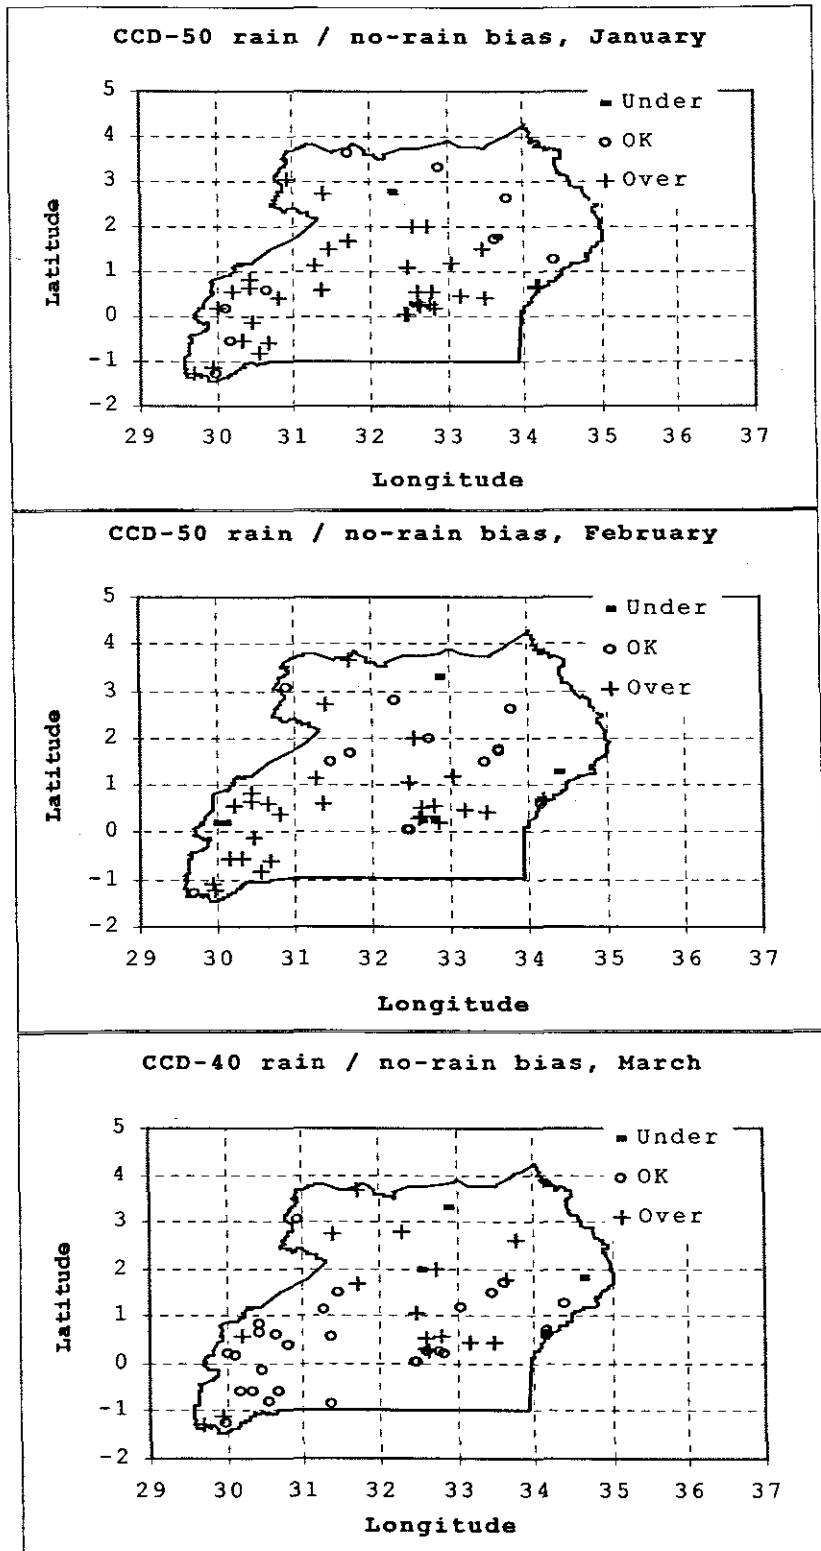 CCD-50 rain / no-rain bias, January
5
4
3
2
1
0
-1
-2
Latitude
Under
OK
Over
29 30 31 32 33 34 35 36 37
Longitude
CCD-50 rain / no-rain bias, February
5
4
3
2
1
0
-1
-2
Latitude
Under
OK
Over
29 30 31 32 33 34 35 36 37
Longitude
CCD-40 rain / no-rain bias, March
5
4
3
2
1
0
-1
-2
Latitude
Under
OK
Over
29 30 31 32 33 34 35 36 37
Longitude